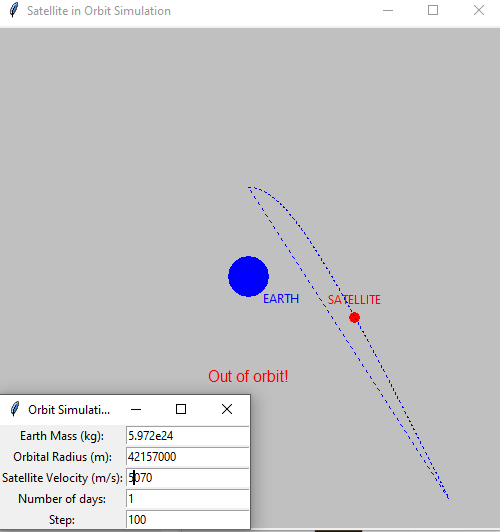 Satellite in Orbit Simulation
EARTH
SATELLITE
Out of orbit!
Orbit Simulati...
Earth Mass (kg): 5.972e24
Orbital Radius (m): 42157000
Satellite Velocity (m/s): 5070
Number of days: 1
Step: 100